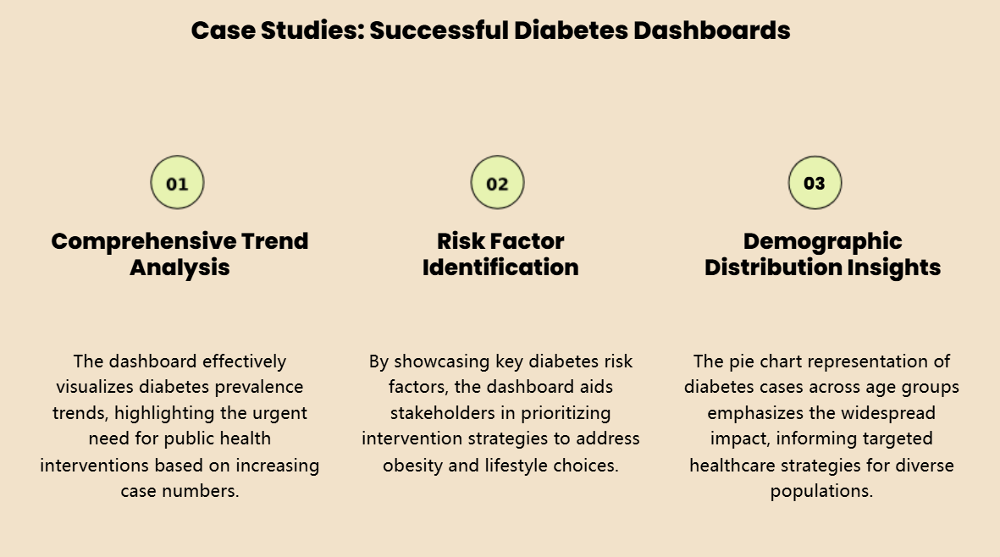 Case Studies: Successful Diabetes Dashboards
01
Comprehensive Trend
Analysis
The dashboard effectively
visualizes diabetes prevalence
trends, highlighting the urgent
need for public health
interventions based on increasing
case numbers.
02
Risk Factor
Identification
By showcasing key diabetes risk
factors, the dashboard aids
stakeholders in prioritizing
intervention strategies to address
obesity and lifestyle choices.
03
Demographic
Distribution Insights
The pie chart representation of
diabetes cases across age groups
emphasizes the widespread
impact, informing targeted
healthcare strategies for diverse
populations.